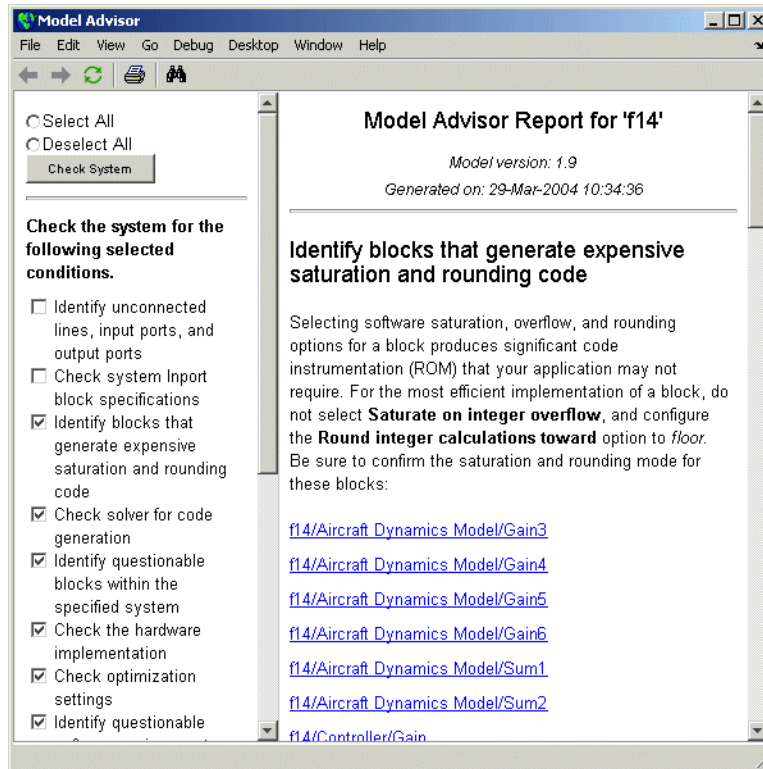 Model Advisor
File Edit View Go Debug Desktop Window Help
Select All
Deselect All
Check System
Check the system for the
following selected
conditions.
Identify unconnected
lines, input ports, and
output ports
Check system Inport
block specifications
Identify blocks that
generate expensive
saturation and rounding
code
Check solver for code
generation
Identify questionable
blocks within the
specified system
Check the hardware
implementation
Check optimization
settings
Identify questionable
Model Advisor Report for 'f14'
Model version: 1.9
Generated on: 29-Mar-2004 10:34:36
Identify blocks that generate expensive
saturation and rounding code
Selecting software saturation, overflow, and rounding
options for a block produces significant code
instrumentation (ROM) that your application may not
require. For the most efficient implementation of a block, do
not select Saturate on integer overflow, and configure
the Round integer calculations toward option to floor.
Be sure to confirm the saturation and rounding mode for
these blocks:
f14/Aircraft Dynamics Model/Gain3
f14/Aircraft Dynamics Model/Gain4
f14/Aircraft Dynamics Model/Gain5
f14/Aircraft Dynamics Model/Gain6
f14/Aircraft Dynamics Model/Sum1
f14/Aircraft Dynamics Model/Sum2
f14/Controller/Gain